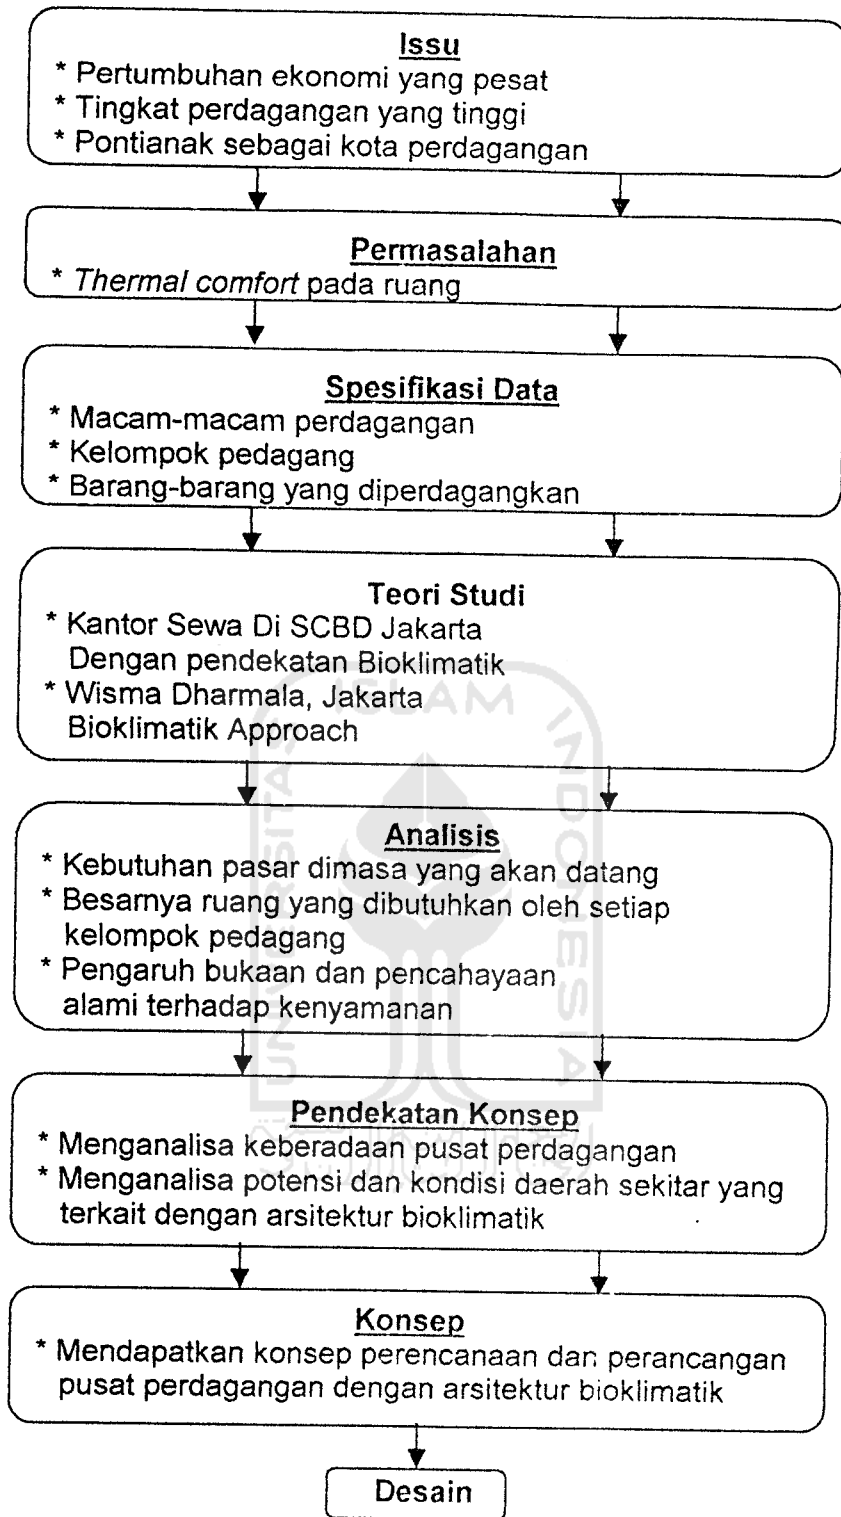 Issu
* Pertumbuhan ekonomi yang pesat
* Tingkat perdagangan yang tinggi
* Pontianak sebagai kota perdagangan
Permasalahan
* Thermal comfort pada ruang
Spesifikasi Data
* Macam-macam perdagangan
* Kelompok pedagang
* Barang-barang yang diperdagangkan
Teori Studi
* Kantor Sewa Di SCBD Jakarta
Dengan pendekatan Bioklimatik
* Wisma Dharmala, Jakarta
Bioklimatik Approach
Analisis
* Kebutuhan pasar dimasa yang akan datang
* Besarnya ruang yang dibutuhkan oleh setiap
kelompok pedagang
* Pengaruh bukaan dan pencahayaan
alami terhadap kenyamanan
Pendekatan Konsep
* Menganalisa keberadaan pusat perdagangan
* Menganalisa potensi dan kondisi daerah sekitar yang
terkait dengan arsitektur bioklimatik
Konsep
* Mendapatkan konsep perencanaan dan perancangan
pusat perdagangan dengan arsitektur bioklimatik
Desain
UNIVERSITAS ISLAM INDONESIA